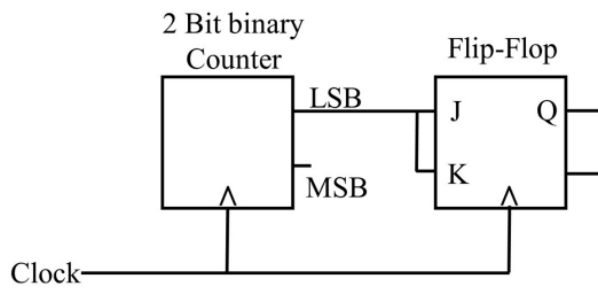 2 Bit binary
Counter
Flip-Flop
LSB
J
Q
K
MSB
Clock